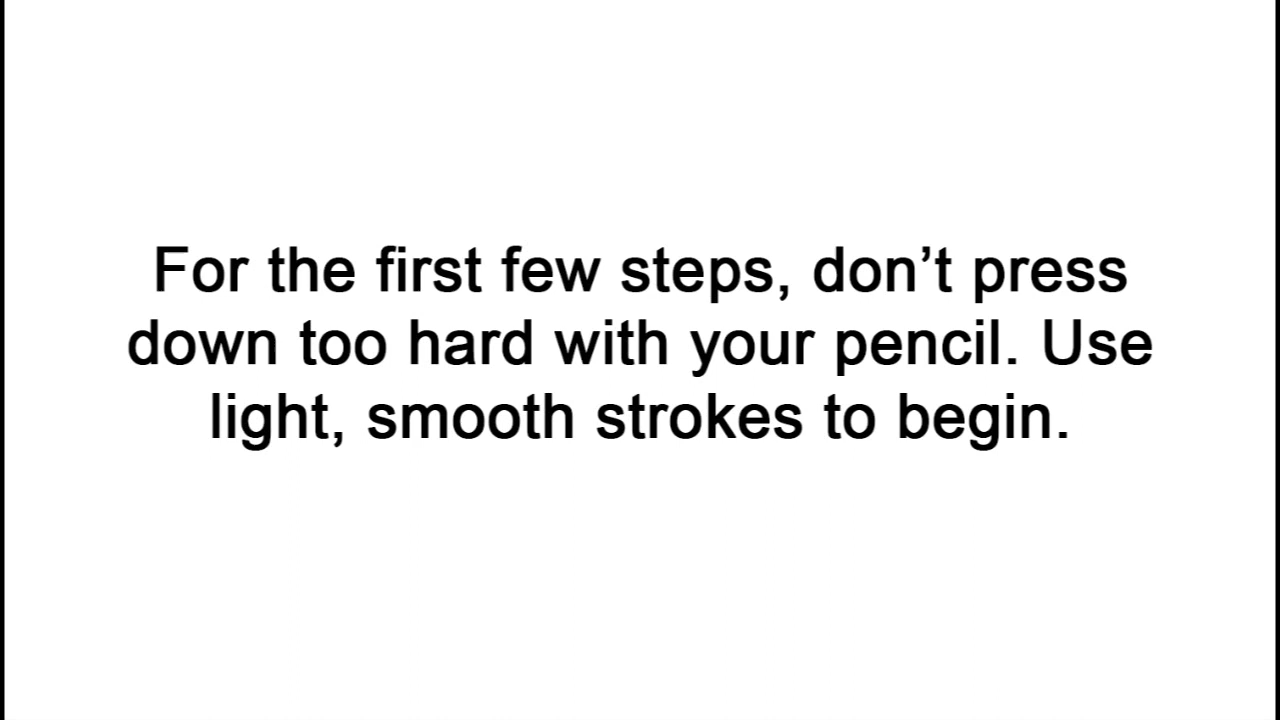 For the first few steps, don’t press
down too hard with your pencil. Use
light, smooth strokes to begin.